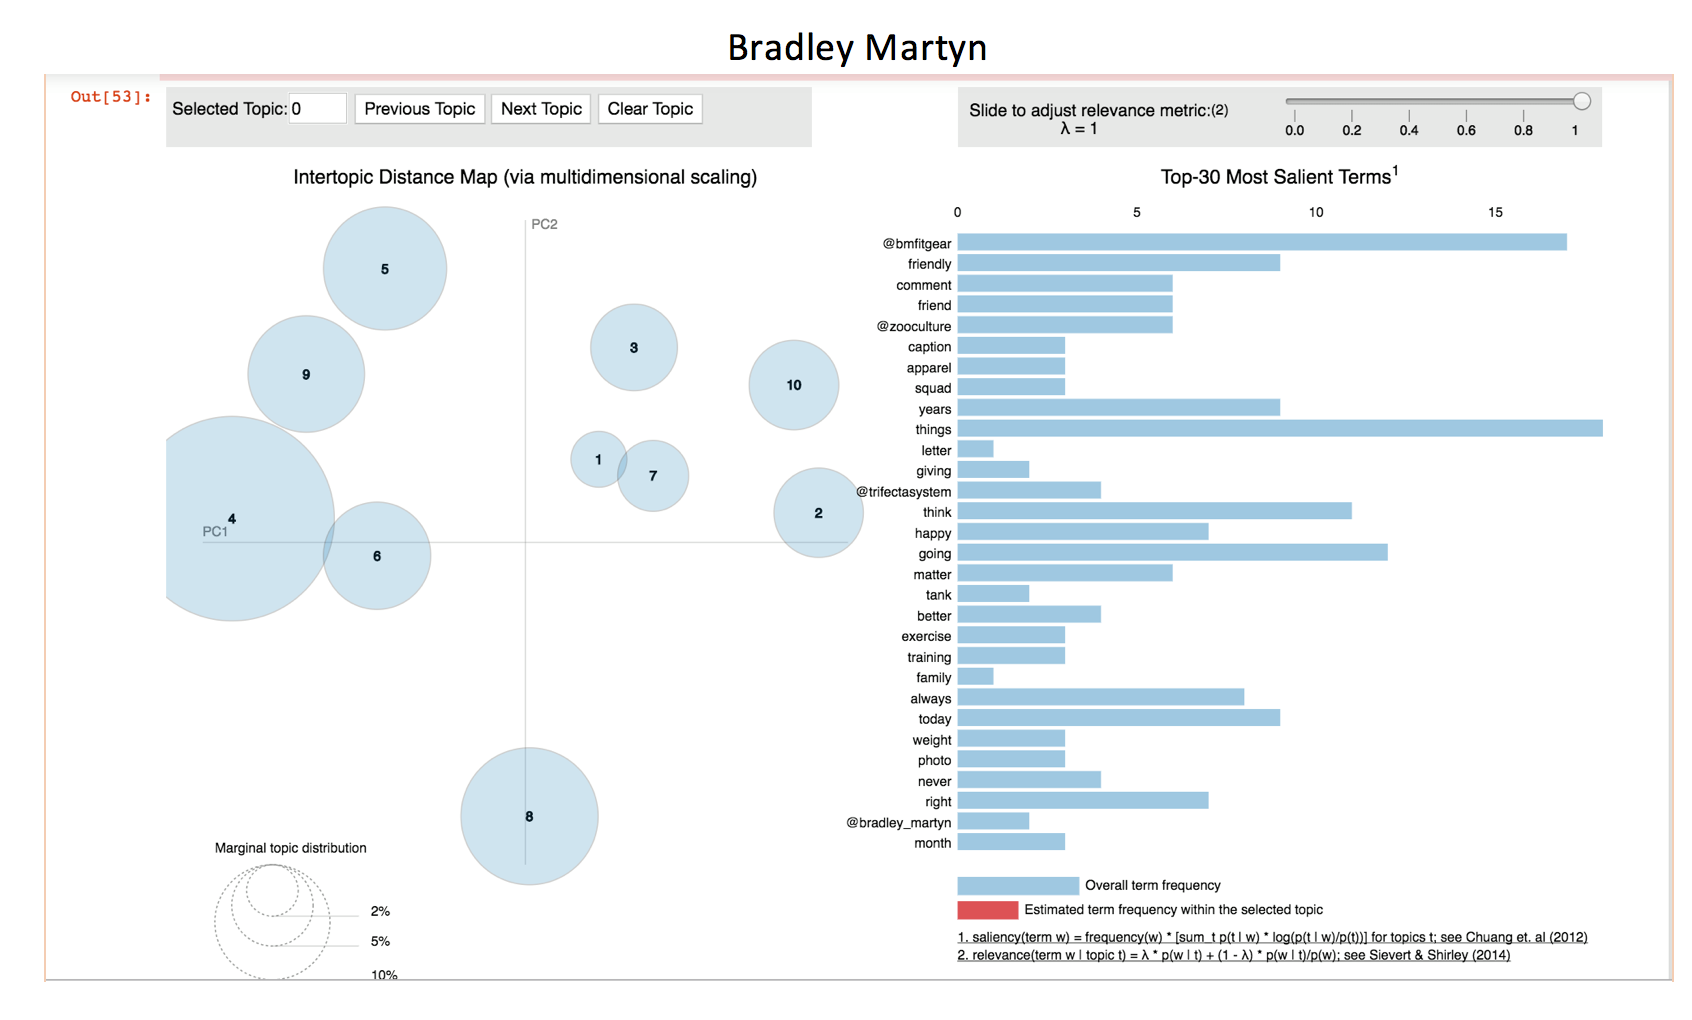 Bradley Martyn
Out[53]:
Selected Topic: 0 Previous Topic Next Topic Clear Topic
Slide to adjust relevance metric:(2)
λ = 1
0.0 0.2 0.4 0.6 0.8 1
Intertopic Distance Map (via multidimensional scaling)
PC2
PC1
5
9
3
10
1
7
2
4
6
8
Marginal topic distribution
2%
5%
10%
Top-30 Most Salient Terms1
0 5 10 15
@bmfitgear
friendly
comment
friend
@zooculture
caption
apparel
squad
years
things
letter
giving
@trifectasystem
think
happy
going
matter
tank
better
exercise
training
family
always
today
weight
photo
never
right
@bradley_martyn
month
Overall term frequency
Estimated term frequency within the selected topic
1. saliency(term w) = frequency(w) * [sum_t p(t | w) * log(p(t | w)/p(t))] for topics t; see Chuang et. al (2012)
2. relevance(term w | topic t) = λ * p(w | t) + (1 - λ) * p(w | t)/p(w); see Sievert & Shirley (2014)